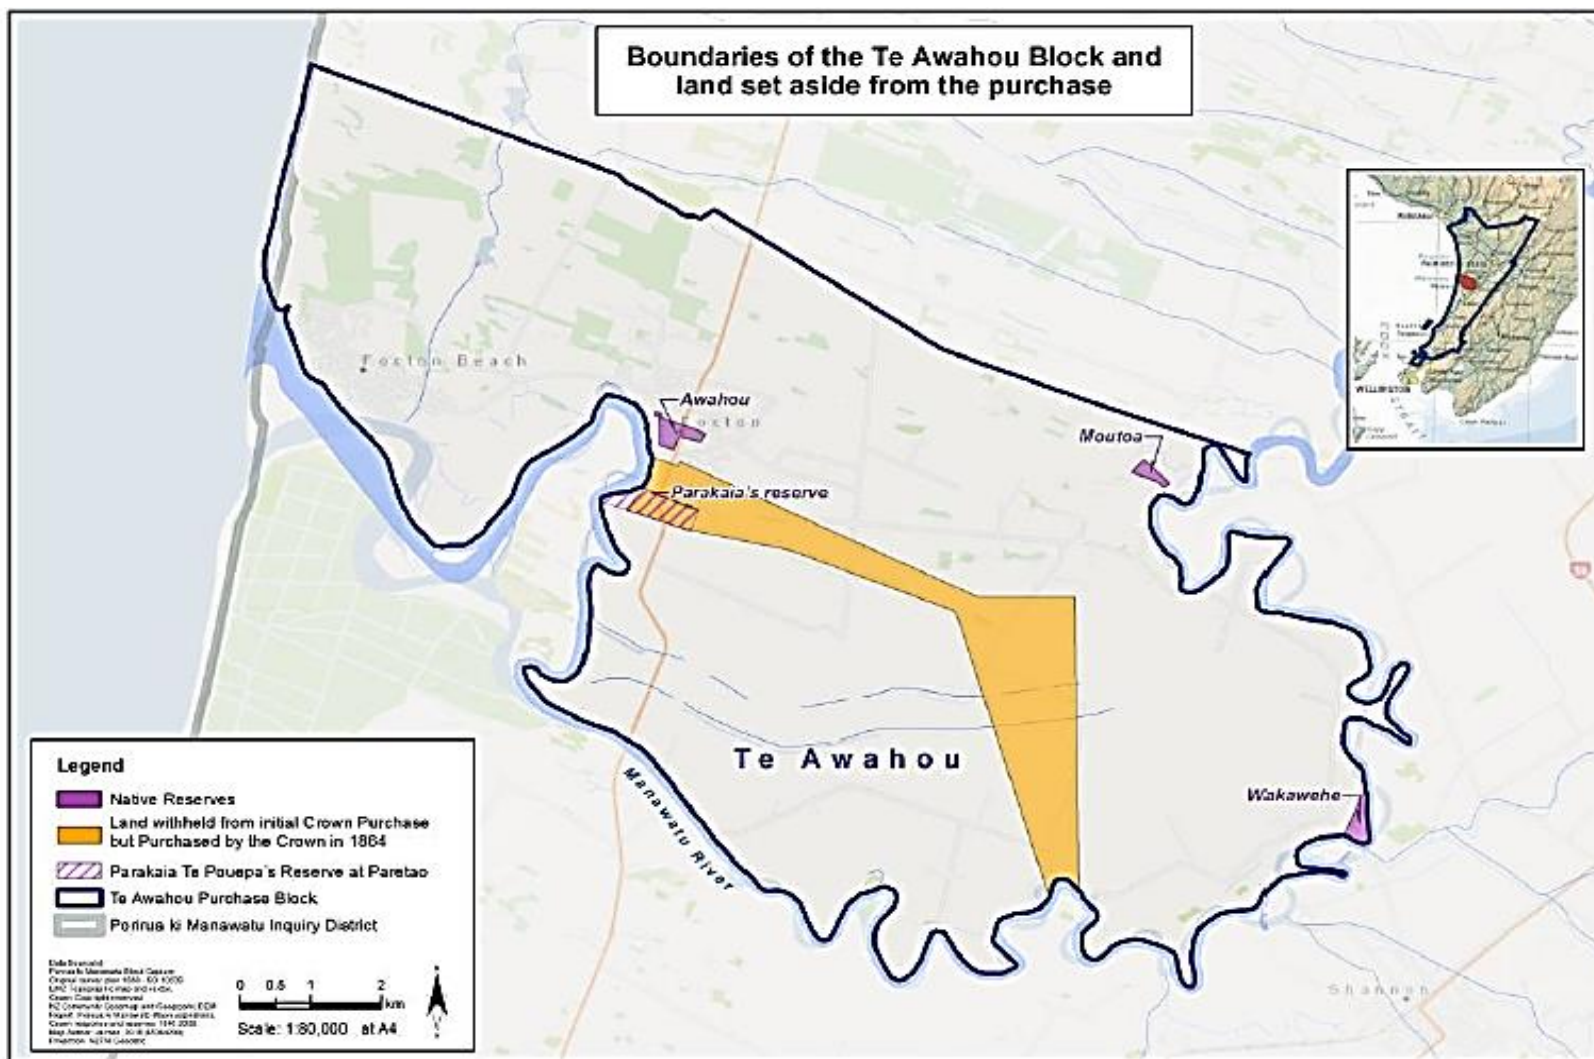 Boundaries of the Te Awahou Block and
land set aside from the purchase
WELLINGTON
Foxton Beach
Awahou
Foxton
Moutoa
Parakaia's reserve
Te Awahou
Manawatu River
Wakawehe
Shannon
Legend
Native Reserves
Land withheld from initial Crown Purchase
but Purchased by the Crown in 1864
Parakaia Te Pouepa's Reserve at Paretao
Te Awahou Purchase Block
Porirua ki Manawatu Inquiry District
0 0.5 1 2
km
Scale: 1:80,000 at A4